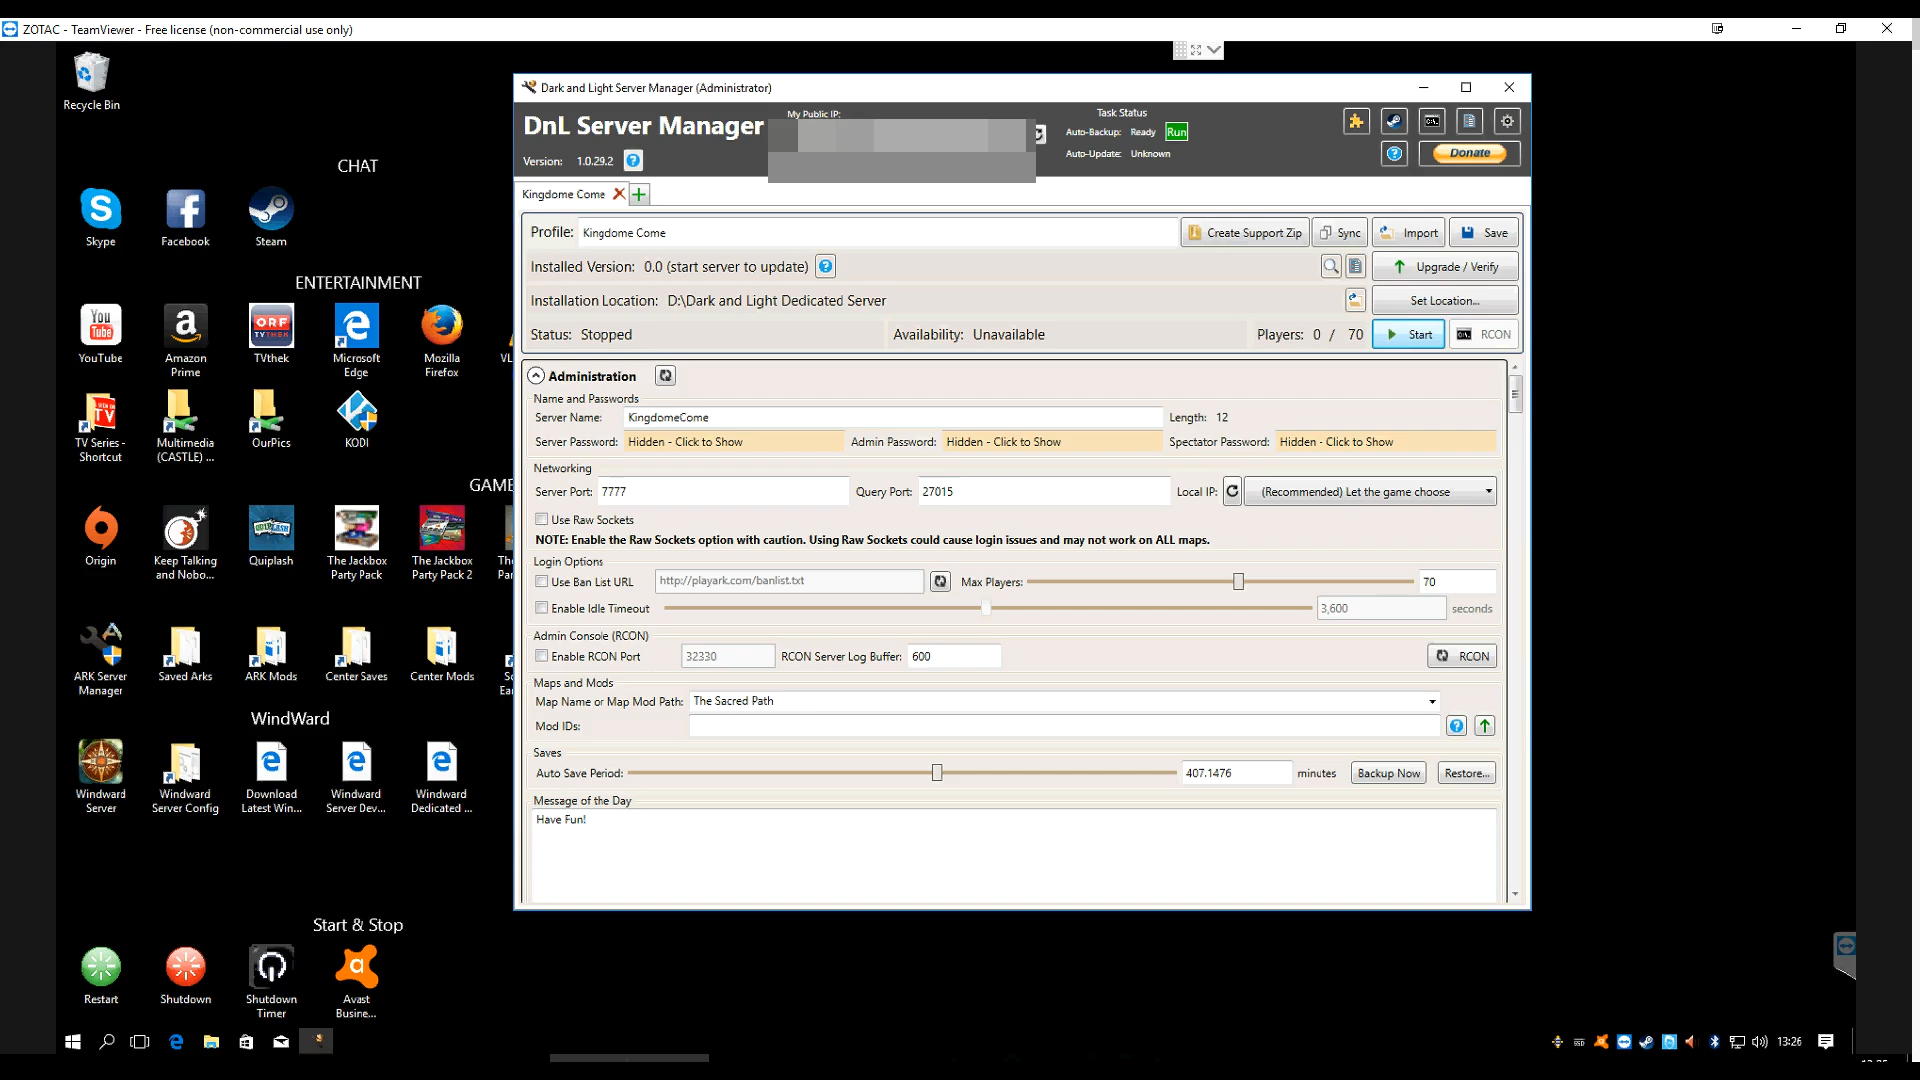 ZOTAC - TeamViewer - Free license (non-commercial use only)
Recycle Bin
CHAT
Skype
Facebook
Steam
ENTERTAINMENT
You Tube
YouTube
Amazon Prime
ORF TVTHEK
TVthek
Microsoft Edge
Mozilla Firefox
VL
TV Series - Shortcut
Multimedia (CASTLE) ...
OurPics
KODI
GAME
Origin
Keep Talking and Nobo...
Quiplash
The Jackbox Party Pack
The Jackbox Party Pack 2
The Pa
ARK Server Manager
Saved Arks
ARK Mods
Center Saves
Center Mods
WindWard
Windward Server
Windward Server Config
Download Latest Win...
Windward Server Dev...
Windward Dedicated ...
Start & Stop
Restart
Shutdown
Shutdown Timer
Avast Busine...
Dark and Light Server Manager (Administrator)
DnL Server Manager
My Public IP:
Version: 1.0.29.2
Task Status
Auto-Backup: Ready Run
Auto-Update: Unknown
Donate
Kingdome Come
Profile: Kingdome Come
Create Support Zip
Sync
Import
Save
Installed Version: 0.0 (start server to update)
Upgrade / Verify
Installation Location: D:\Dark and Light Dedicated Server
Set Location...
Status: Stopped
Availability: Unavailable
Players: 0 / 70
Start
RCON
Administration
Name and Passwords
Server Name: KingdomeCome
Length: 12
Server Password: Hidden - Click to Show
Admin Password: Hidden - Click to Show
Spectator Password: Hidden - Click to Show
Networking
Server Port: 7777
Query Port: 27015
Local IP: (Recommended) Let the game choose
Use Raw Sockets
NOTE: Enable the Raw Sockets option with caution. Using Raw Sockets could cause login issues and may not work on ALL maps.
Login Options
Use Ban List URL http://playark.com/banlist.txt
Max Players: 70
Enable Idle Timeout 3,600 seconds
Admin Console (RCON)
Enable RCON Port 32330
RCON Server Log Buffer: 600
RCON
Maps and Mods
Map Name or Map Mod Path: The Sacred Path
Mod IDs:
Saves
Auto Save Period: 407.1476 minutes
Backup Now
Restore...
Message of the Day
Have Fun!
13:26